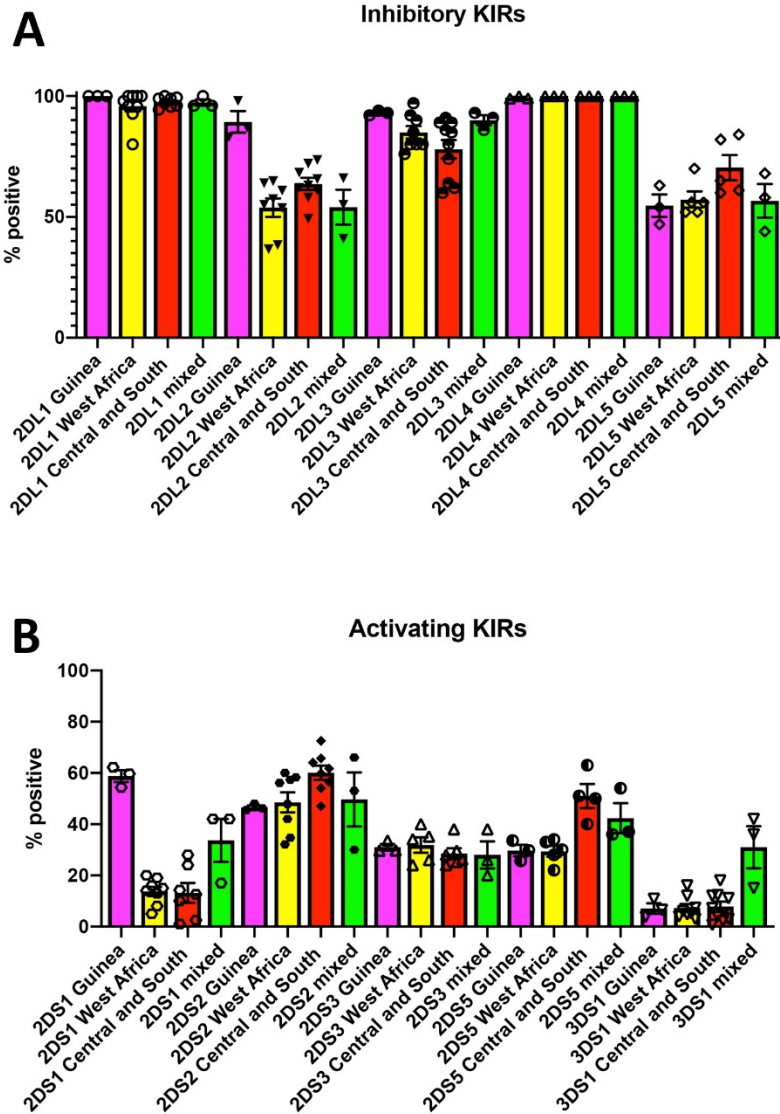 A
Inhibitory KIRs
% positive
100
50
0
2DL1 Guinea
2DL1 West Africa
2DL1 Central and South
2DL1 mixed
2DL2 Guinea
2DL2 West Africa
2DL2 Central and South
2DL2 mixed
2DL3 Guinea
2DL3 West Africa
2DL3 Central and South
2DL3 mixed
2DL4 Guinea
2DL4 West Africa
2DL4 Central and South
2DL4 mixed
2DL5 Guinea
2DL5 West Africa
2DL5 Central and South
2DL5 mixed
B
Activating KIRs
% positive
100
80
60
40
20
0
2DS1 Guinea
2DS1 West Africa
2DS1 Central and South
2DS1 mixed
2DS2 Guinea
2DS2 West Africa
2DS2 Central and South
2DS2 mixed
2DS3 Guinea
2DS3 West Africa
2DS3 Central and South
2DS3 mixed
2DS5 Guinea
2DS5 West Africa
2DS5 Central and South
2DS5 mixed
3DS1 Guinea
3DS1 West Africa
3DS1 Central and South
3DS1 mixed